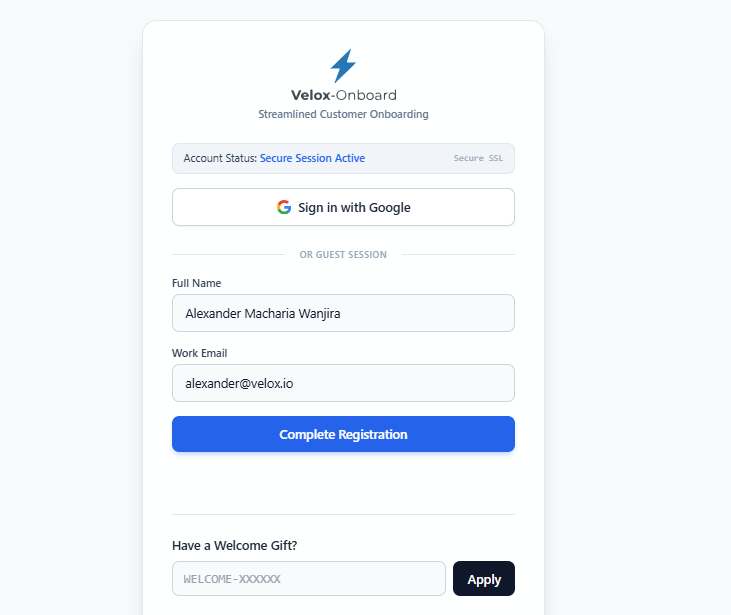 Velox-Onboard
Streamlined Customer Onboarding
Account Status: Secure Session Active Secure SSL
Sign in with Google
OR GUEST SESSION
Full Name
Alexander Macharia Wanjira
Work Email
alexander@velox.io
Complete Registration
Have a Welcome Gift?
WELCOME-XXXXXX Apply